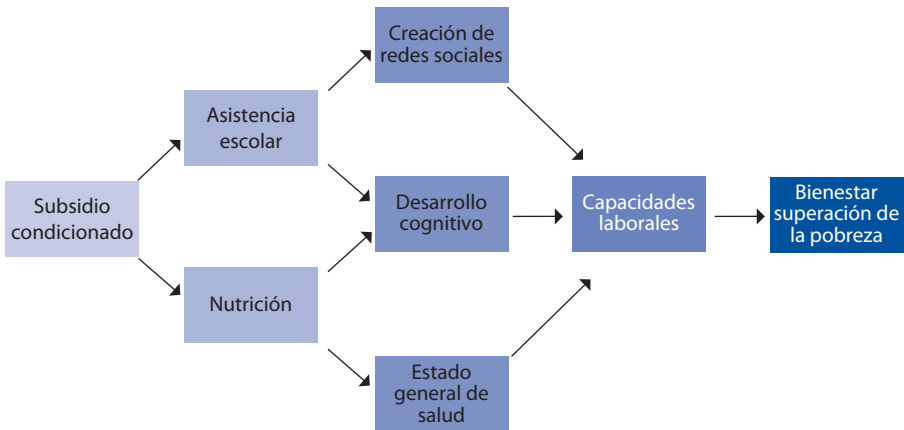 Subsidio
condicionado
Asistencia
escolar
Nutrición
Creación de
redes sociales
Desarrollo
cognitivo
Estado
general de
salud
Capacidades
laborales
Bienestar
superación de
la pobreza